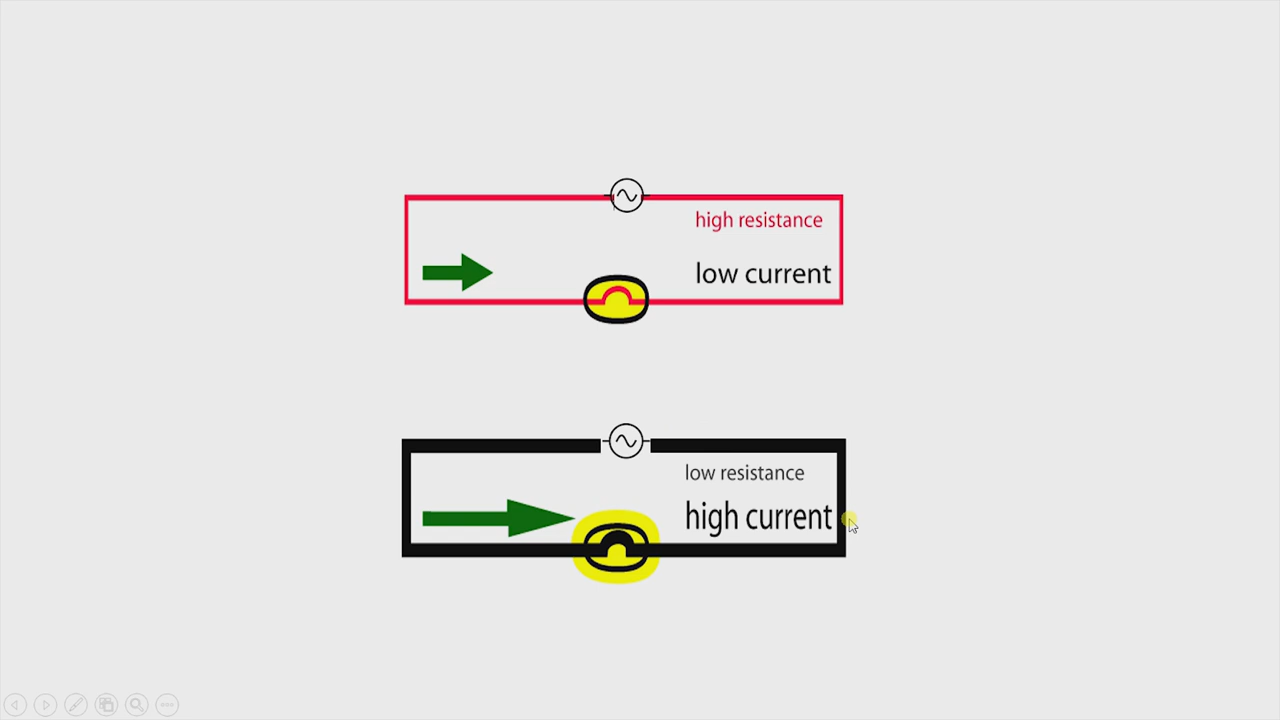 high resistance
low current
low resistance
high current